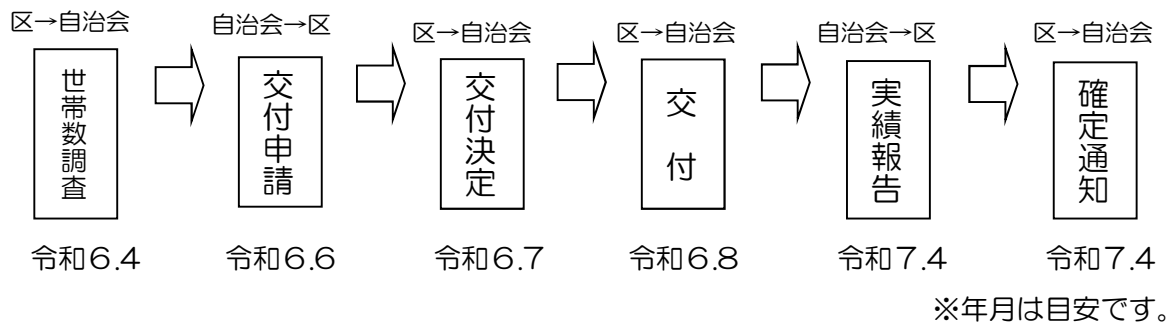 区→自治会
世帯数調査
令和6.4
自治会→区
交付申請
令和6.6
区→自治会
交付決定
令和6.7
区→自治会
交付
令和6.8
自治会→区
実績報告
令和7.4
区→自治会
確定通知
令和7.4
※年月は目安です。